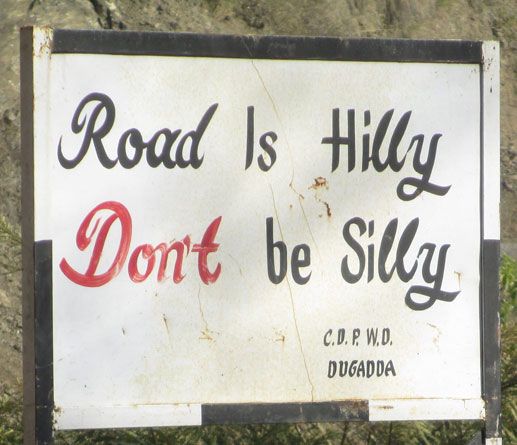 Road Is Hilly
Don't be Silly
C.D. P. W.D.
DUGADDA